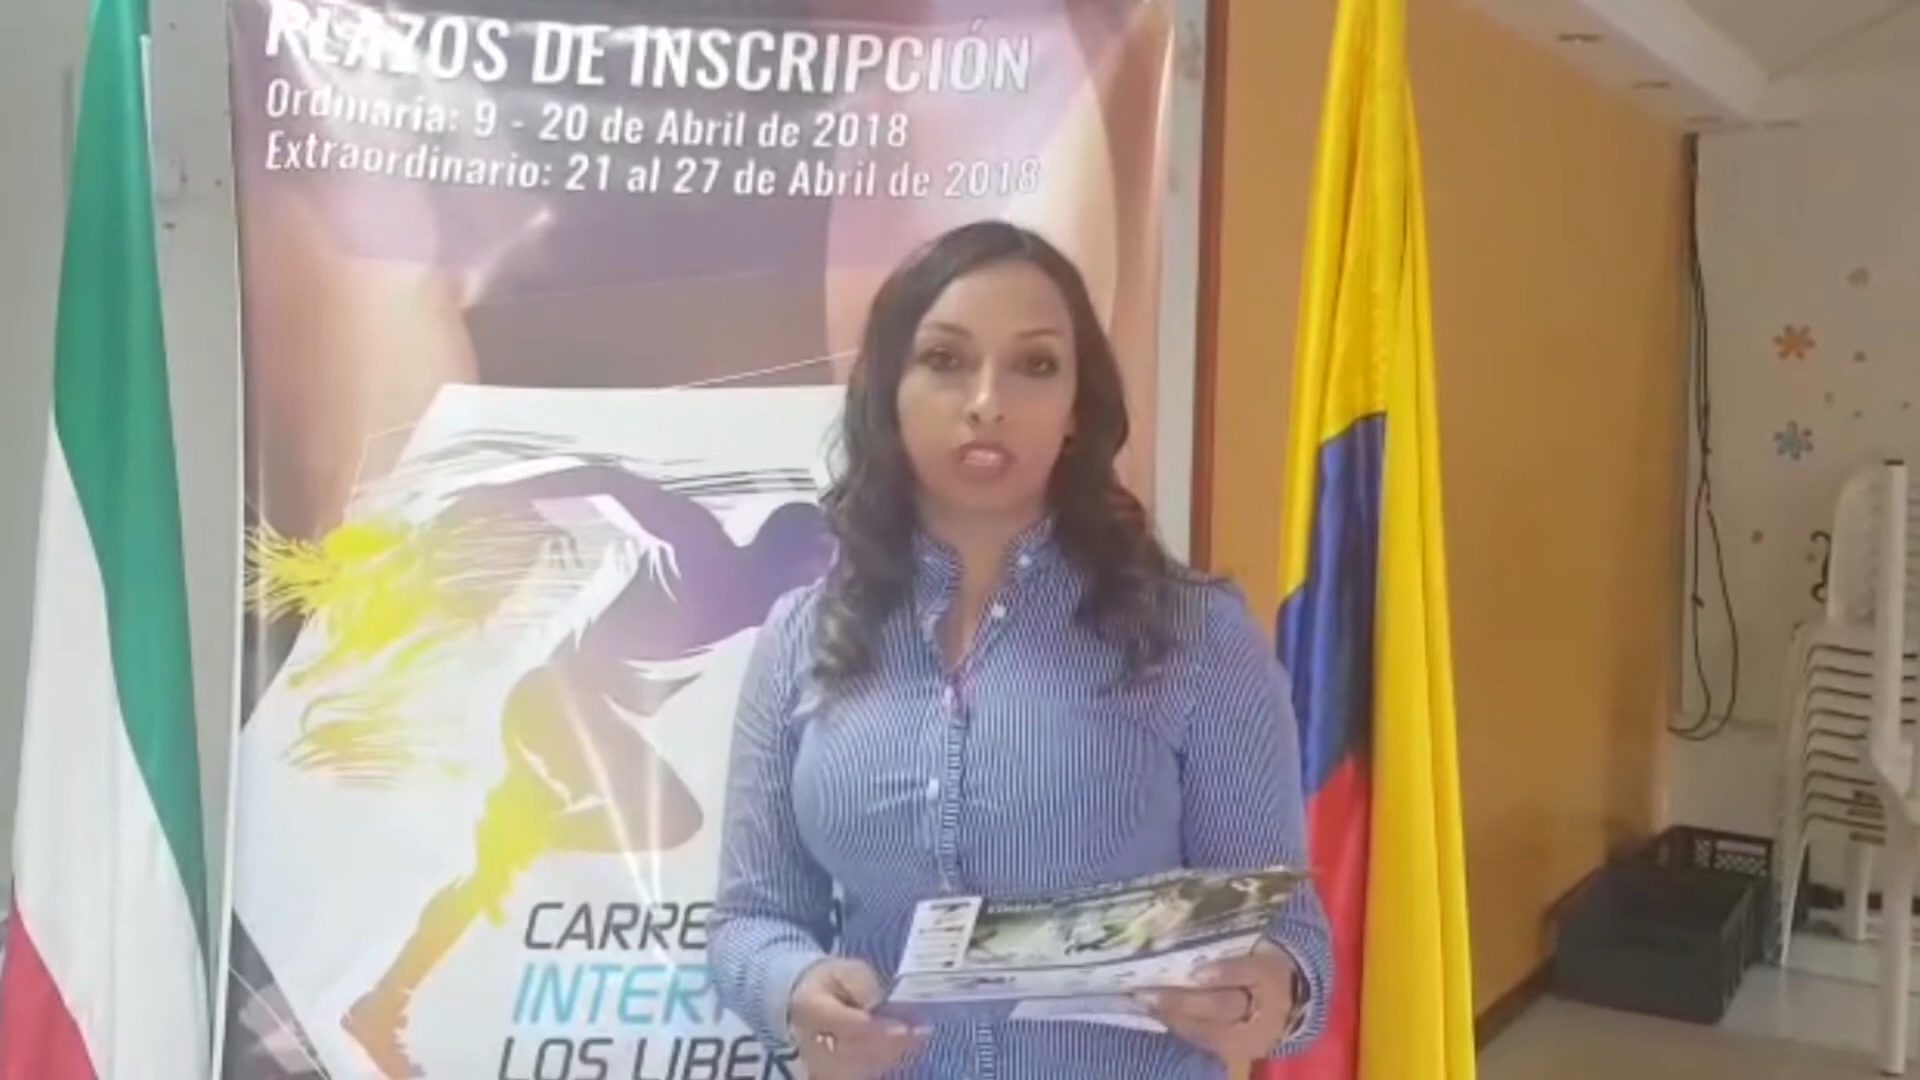 PLAZOS DE INSCRIPCIÓN
Ordinaria: 9 - 20 de Abril de 2018
Extraordinario: 21 al 27 de Abril de 2018
CARRE
INTER
LOS LIBER